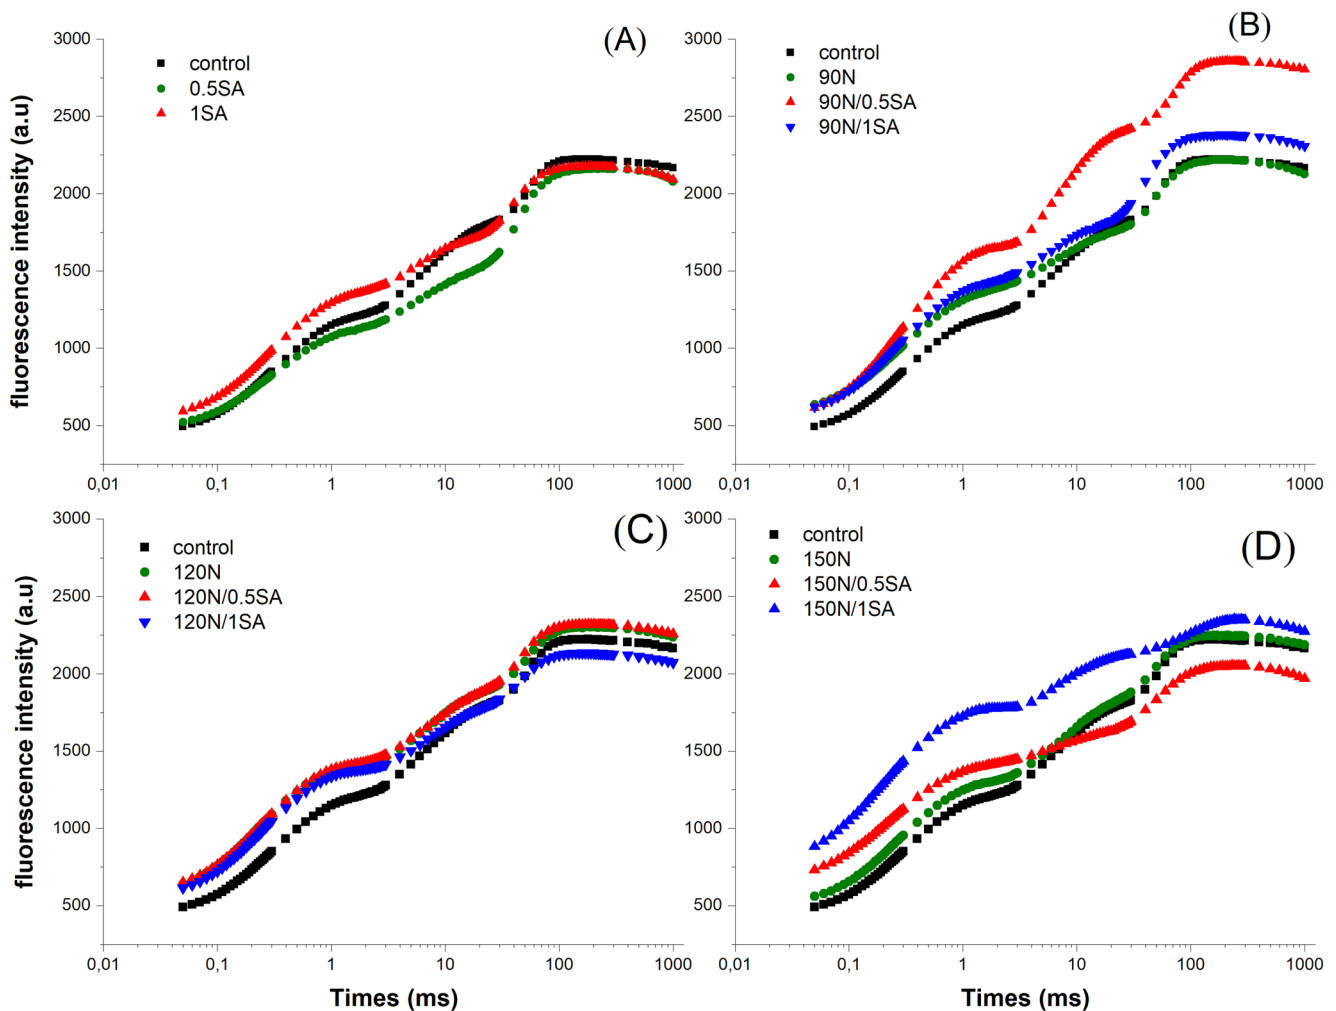 (A)
control
0.5SA
1SA
fluorescence intensity (a.u)
3000
2500
2000
1500
1000
500
0,01 0,1 1 10 100 1000
(B)
control
90N
90N/0.5SA
90N/1SA
3000
2500
2000
1500
1000
500
0,01 0,1 1 10 100 1000
(C)
control
120N
120N/0.5SA
120N/1SA
fluorescence intensity (a.u)
3000
2500
2000
1500
1000
500
0,01 0,1 1 10 100 1000
Times (ms)
(D)
control
150N
150N/0.5SA
150N/1SA
3000
2500
2000
1500
1000
500
0,01 0,1 1 10 100 1000
Times (ms)